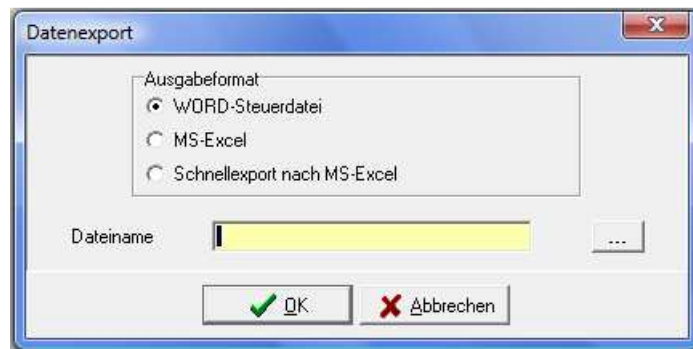 Datenexport
Ausgabeformat
WORD-Steuerdatei
MS-Excel
Schnellexport nach MS-Excel
Dateiname
...
OK
Abbrechen